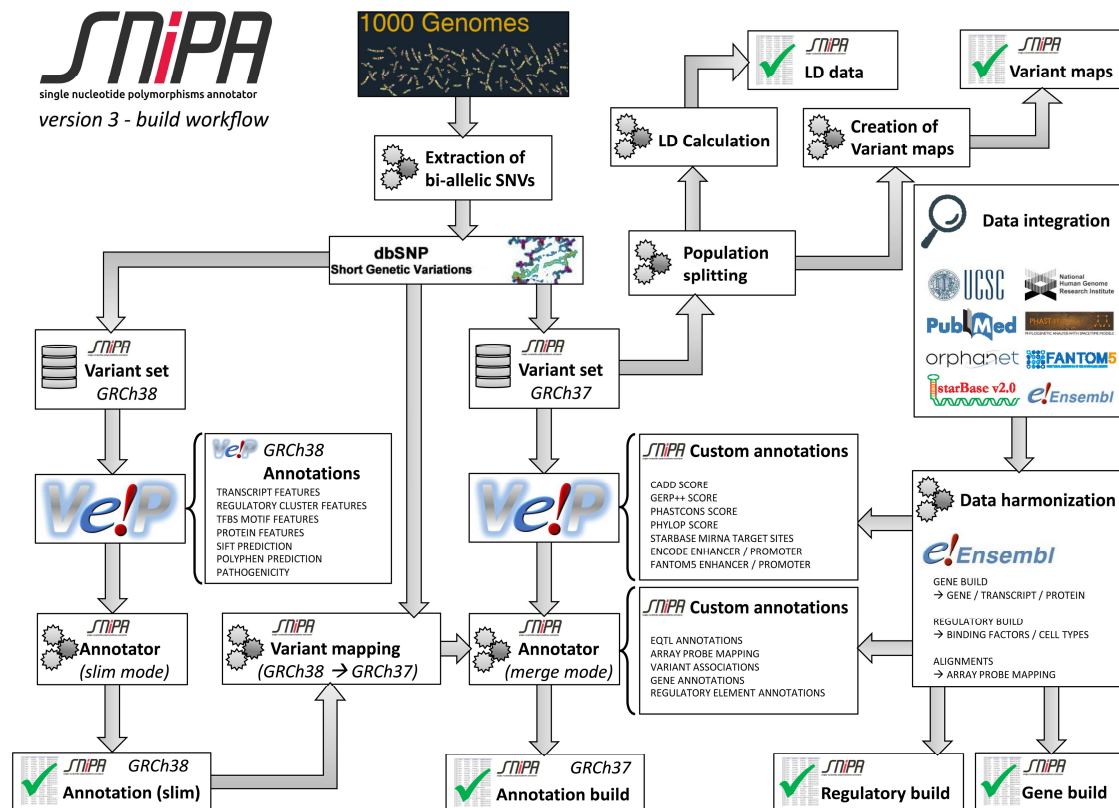 SNiPA
single nucleotide polymorphisms annotator
version 3 - build workflow
1000 Genomes
Extraction of
bi-allelic SNVs
dbSNP
Short Genetic Variations
SNiPA
LD data
SNiPA
Variant maps
LD Calculation
Creation of
Variant maps
Population
splitting
Data integration
UCSC
National
Human Genome
Research Institute
PubMed
orphanet
FANTOM5
starBase v2.0
e!Ensembl
SNiPA
Variant set
GRCh38
SNiPA
Variant set
GRCh37
Ve!P
Ve!P GRCh38
Annotations
TRANSCRIPT FEATURES
REGULATORY CLUSTER FEATURES
TFBS MOTIF FEATURES
PROTEIN FEATURES
SIFT PREDICTION
POLYPHEN PREDICTION
PATHOGENICITY
Ve!P
SNiPA Custom annotations
CADD SCORE
GERP++ SCORE
PHASTCONS SCORE
PHYLOP SCORE
STARBASE MIRNA TARGET SITES
ENCODE ENHANCER / PROMOTER
FANTOM5 ENHANCER / PROMOTER
Data harmonization
e!Ensembl
GENE BUILD
→ GENE / TRANSCRIPT / PROTEIN
REGULATORY BUILD
→ BINDING FACTORS / CELL TYPES
ALIGNMENTS
→ ARRAY PROBE MAPPING
SNiPA
Annotator
(slim mode)
SNiPA
Variant mapping
(GRCh38 → GRCh37)
SNiPA
Annotator
(merge mode)
SNiPA Custom annotations
EQTL ANNOTATIONS
ARRAY PROBE MAPPING
VARIANT ASSOCIATIONS
GENE ANNOTATIONS
REGULATORY ELEMENT ANNOTATIONS
SNiPA GRCh38
Annotation (slim)
SNiPA GRCh37
Annotation build
SNiPA
Regulatory build
SNiPA
Gene build